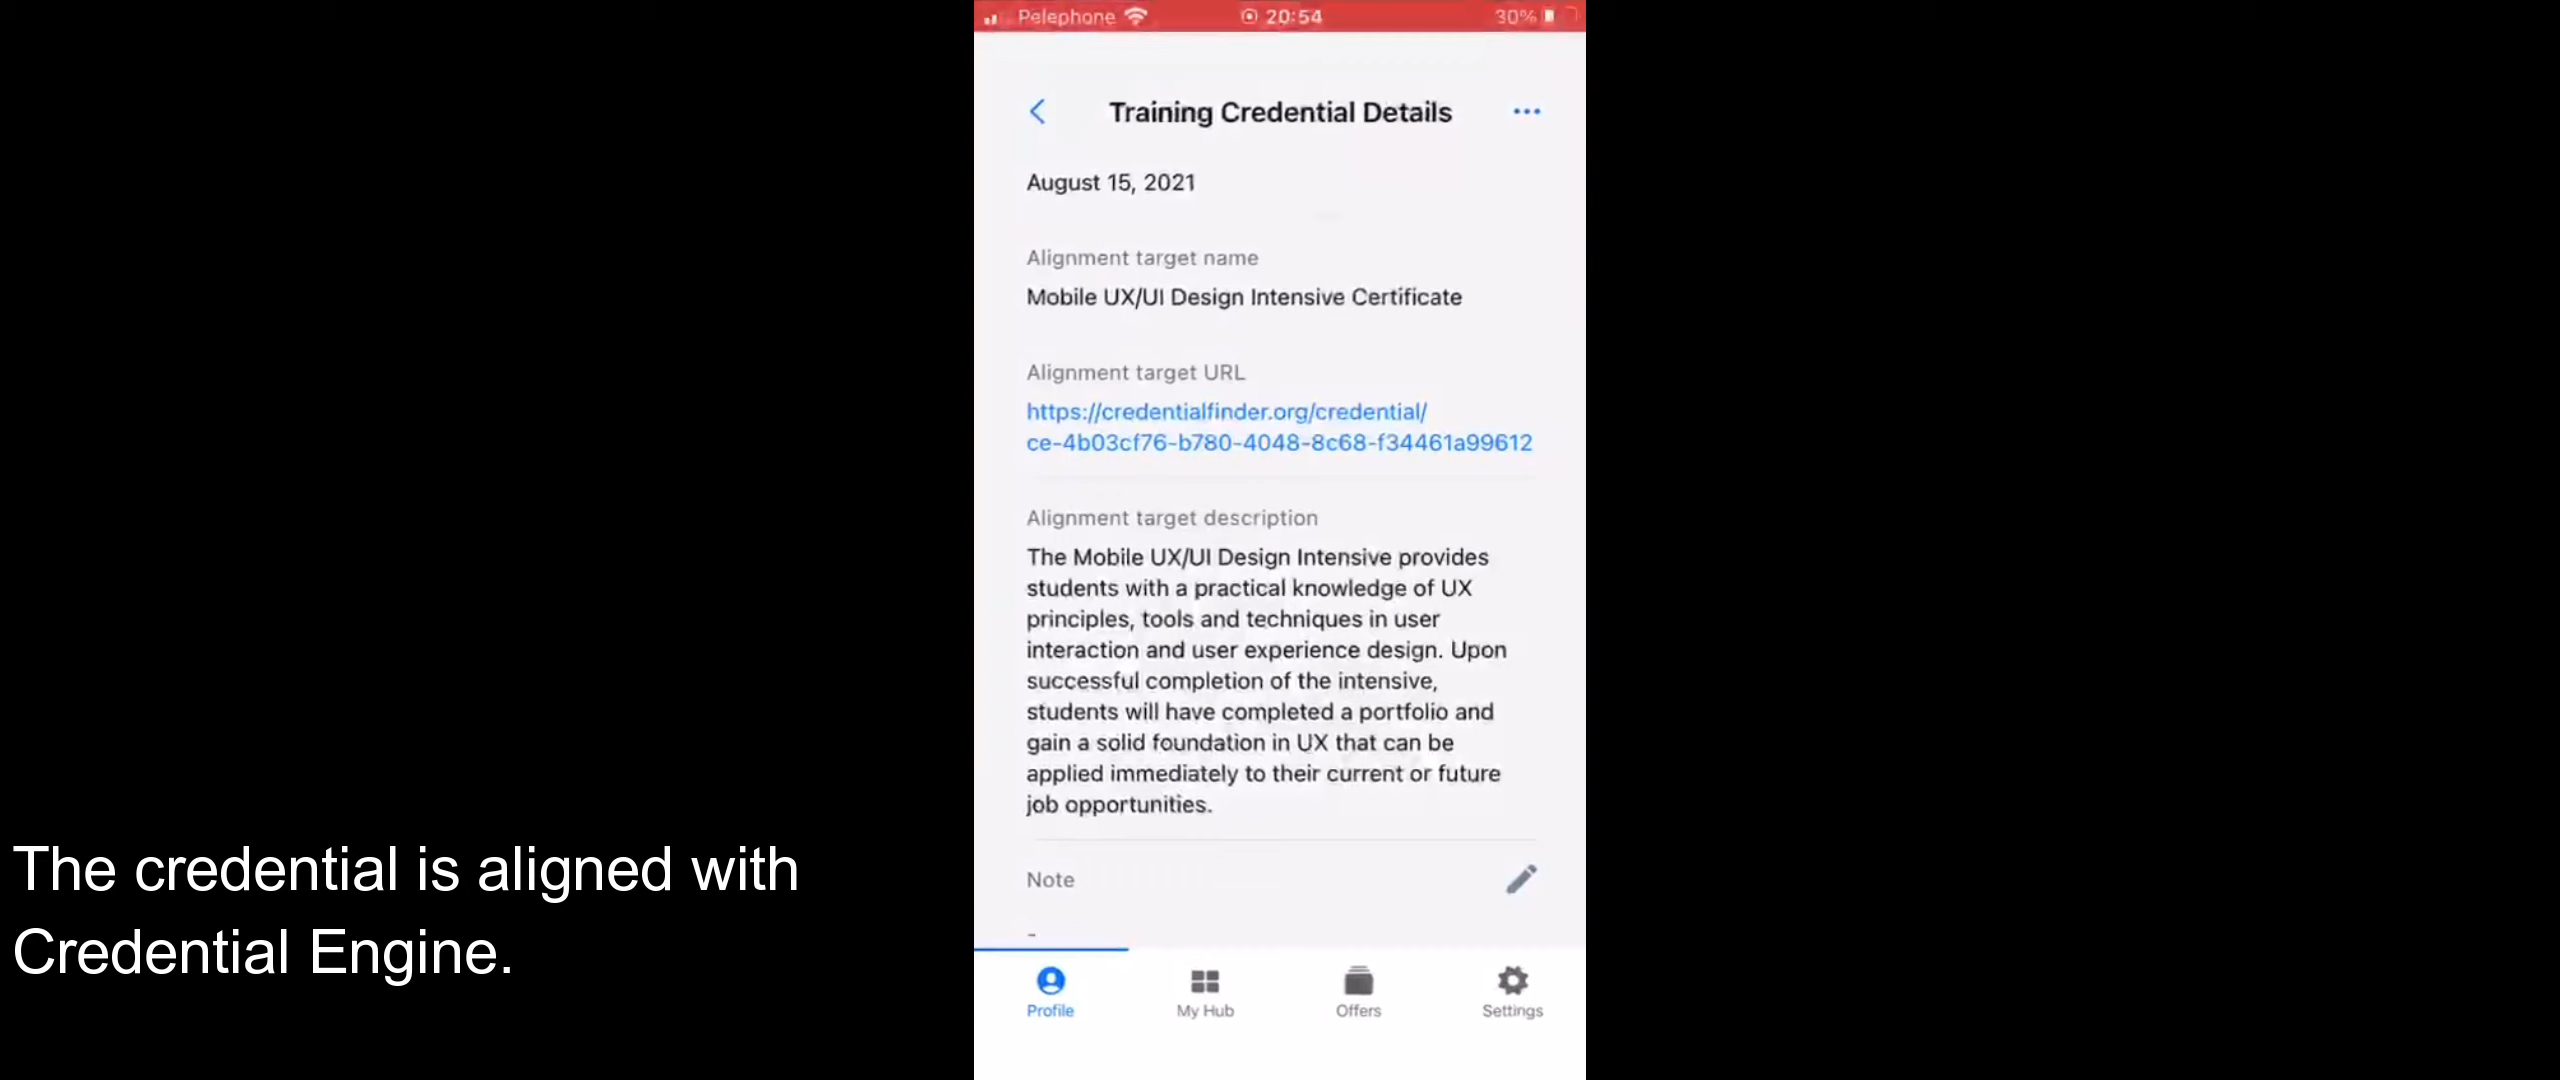 Pelephone 20:54 30%
Training Credential Details
August 15, 2021
Alignment target name
Mobile UX/UI Design Intensive Certificate
Alignment target URL
https://credentialfinder.org/credential/
ce-4b03cf76-b780-4048-8c68-f34461a99612
Alignment target description
The Mobile UX/UI Design Intensive provides
students with a practical knowledge of UX
principles, tools and techniques in user
interaction and user experience design. Upon
successful completion of the intensive,
students will have completed a portfolio and
gain a solid foundation in UX that can be
applied immediately to their current or future
job opportunities.
Note
-
Profile My Hub Offers Settings
The credential is aligned with
Credential Engine.